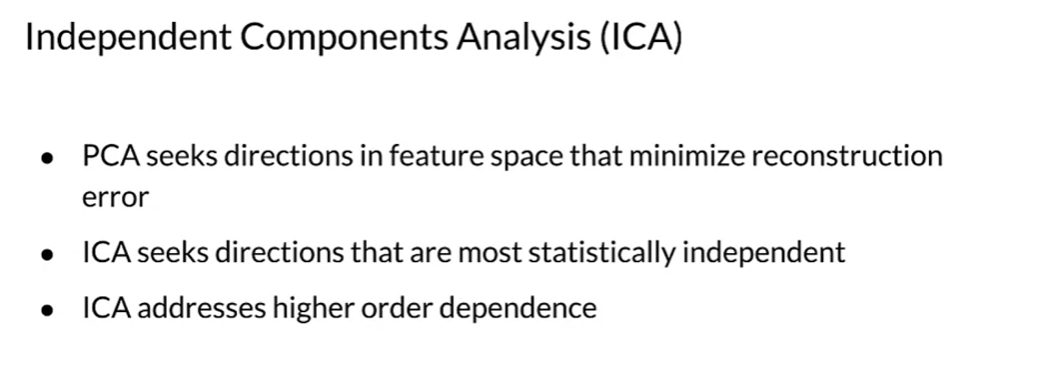 Independent Components Analysis (ICA)
● PCA seeks directions in feature space that minimize reconstruction
error
● ICA seeks directions that are most statistically independent
● ICA addresses higher order dependence